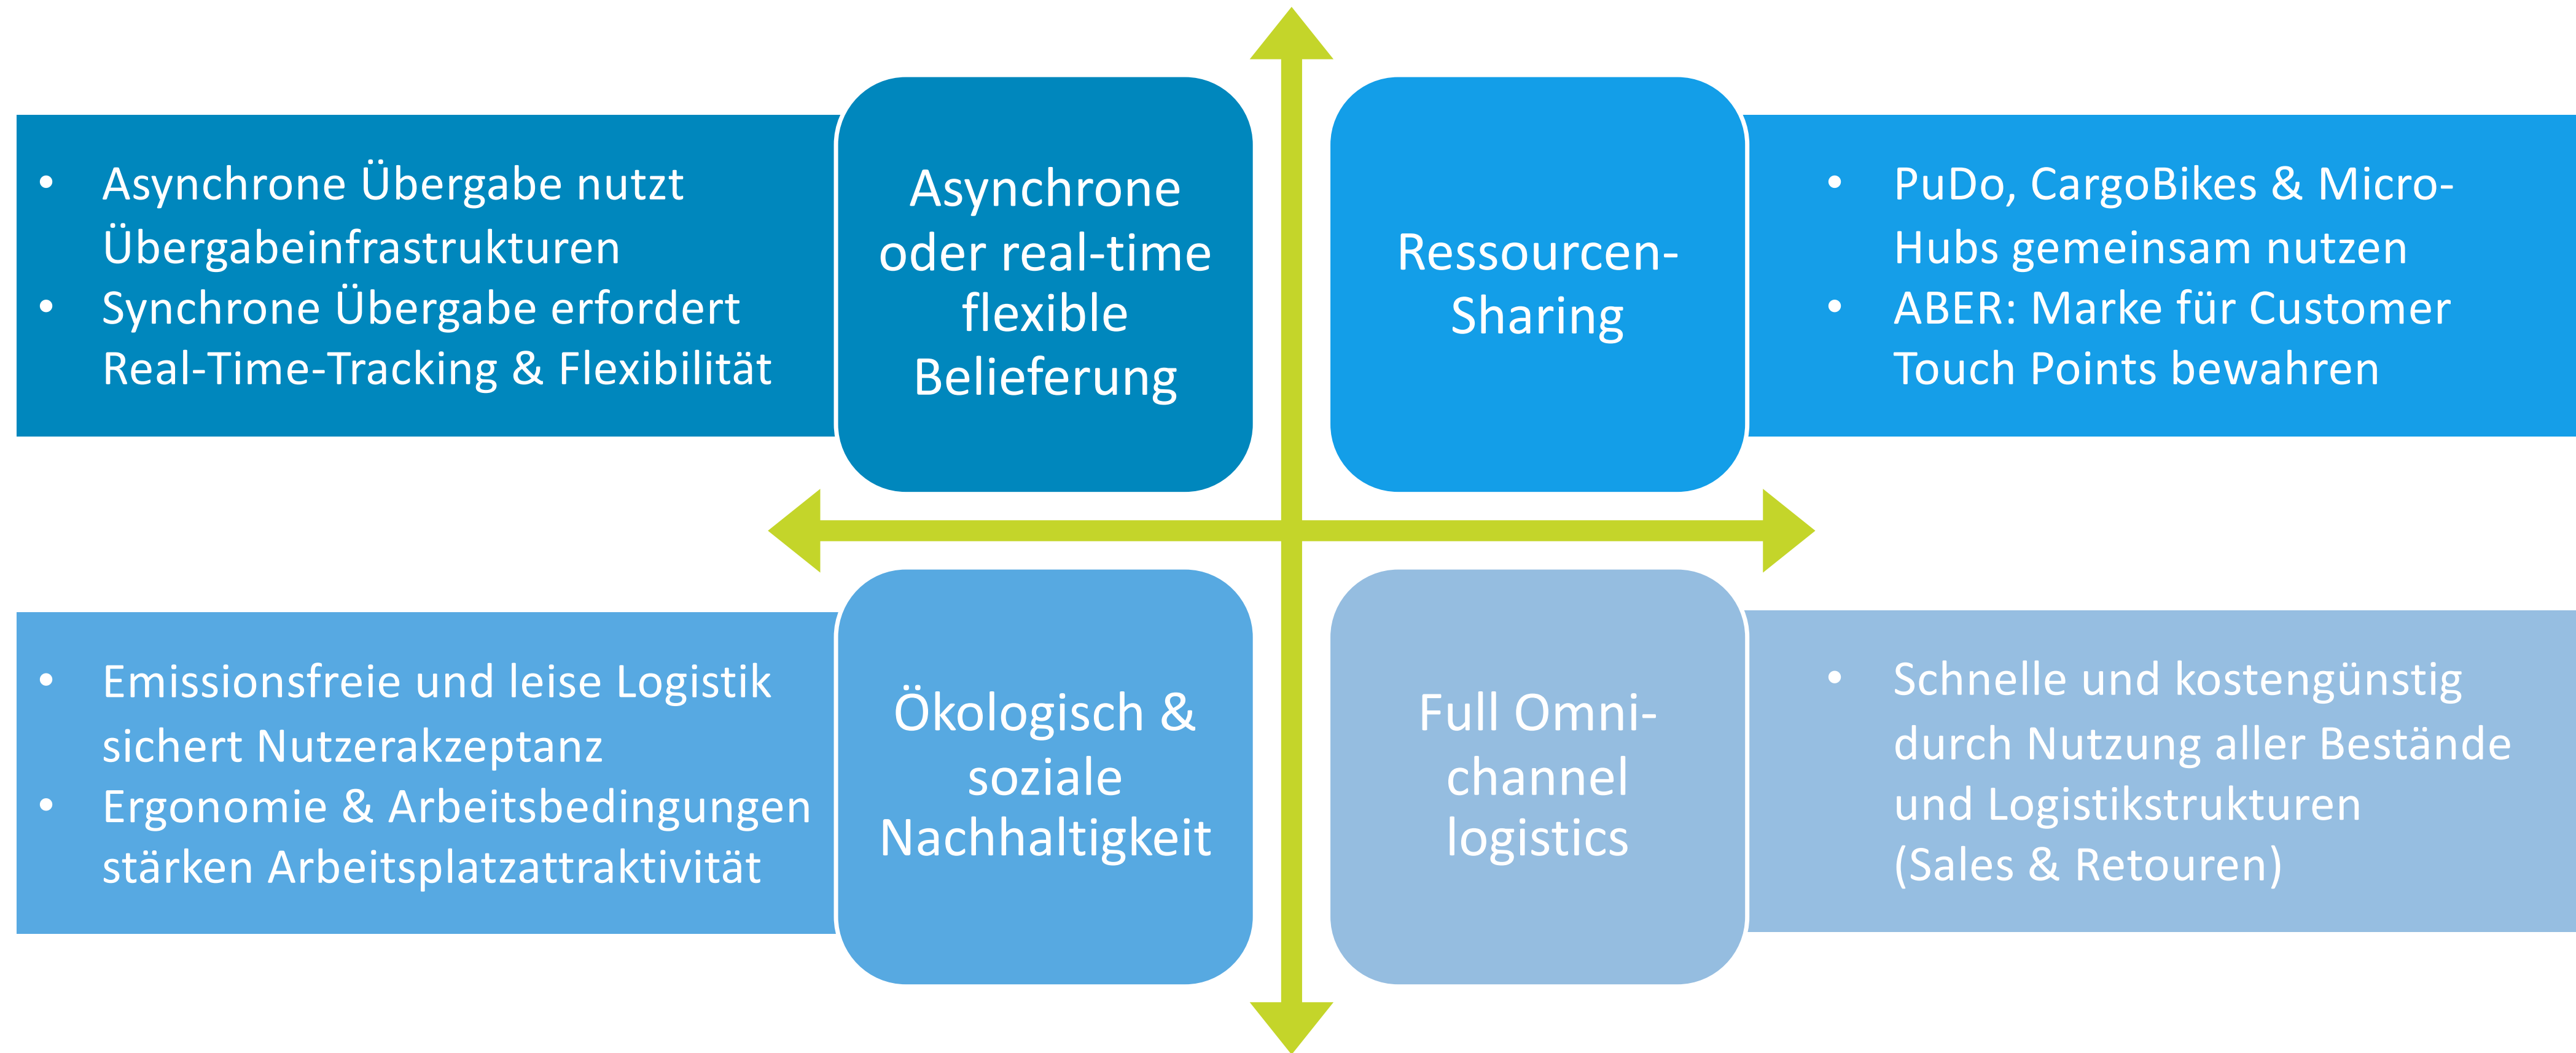 • Asynchrone Übergabe nutzt
Übergabeinfrastrukturen
• Synchrone Übergabe erfordert
Real-Time-Tracking & Flexibilität
Asynchrone
oder real-time
flexible
Belieferung
Ressourcen-
Sharing
• PuDo, CargoBikes & Micro-
Hubs gemeinsam nutzen
• ABER: Marke für Customer
Touch Points bewahren
• Emissionsfreie und leise Logistik
sichert Nutzerakzeptanz
• Ergonomie & Arbeitsbedingungen
stärken Arbeitsplatzattraktivität
Ökologisch &
soziale
Nachhaltigkeit
Full Omni-
channel
logistics
• Schnelle und kostengünstig
durch Nutzung aller Bestände
und Logistikstrukturen
(Sales & Retouren)